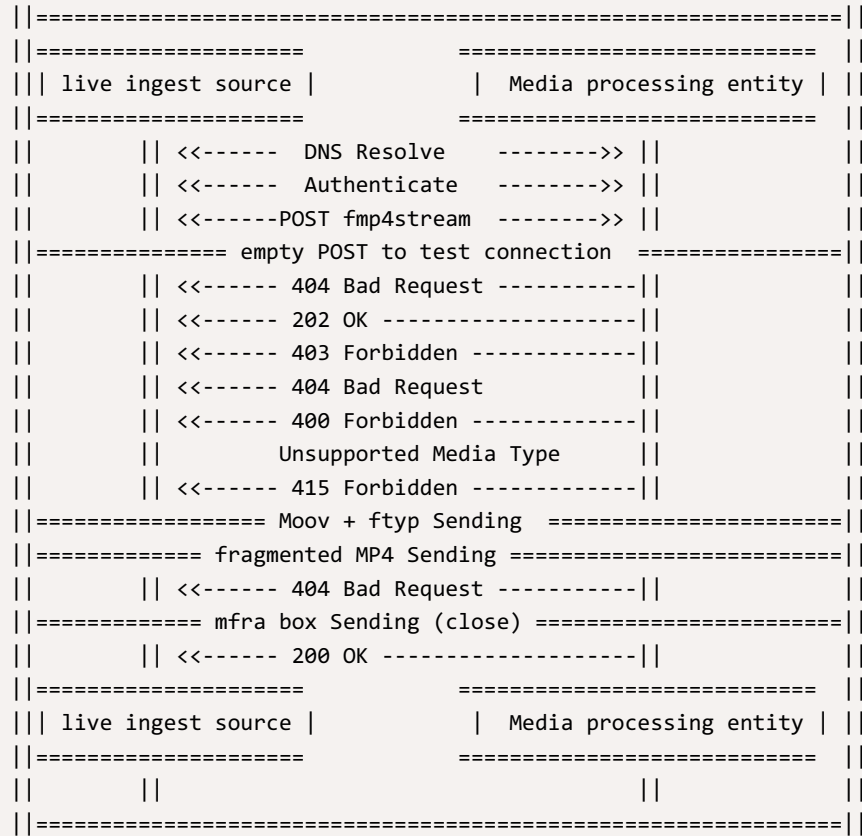 ||===============================================================||
||=====================            ============================  ||
||| live ingest source |            |  Media processing entity | ||
||=====================            ============================  ||
||        || <<------  DNS Resolve    -------->> ||              ||
||        || <<------  Authenticate   -------->> ||              ||
||        || <<------POST fmp4stream  -------->> ||              ||
||=============== empty POST to test connection  ================||
||        || <<------ 404 Bad Request -----------||              ||
||        || <<------ 202 OK --------------------||              ||
||        || <<------ 403 Forbidden -------------||              ||
||        || <<------ 404 Bad Request            ||              ||
||        || <<------ 400 Forbidden -------------||              ||
||        ||         Unsupported Media Type      ||              ||
||        || <<------ 415 Forbidden -------------||              ||
||================== Moov + ftyp Sending  =======================||
||============= fragmented MP4 Sending ==========================||
||        || <<------ 404 Bad Request -----------||              ||
||============= mfra box Sending (close) ========================||
||        || <<------ 200 OK --------------------||              ||
||=====================            ============================  ||
||| live ingest source |            |  Media processing entity | ||
||=====================            ============================  ||
||        ||                                     ||              ||
||===============================================================||